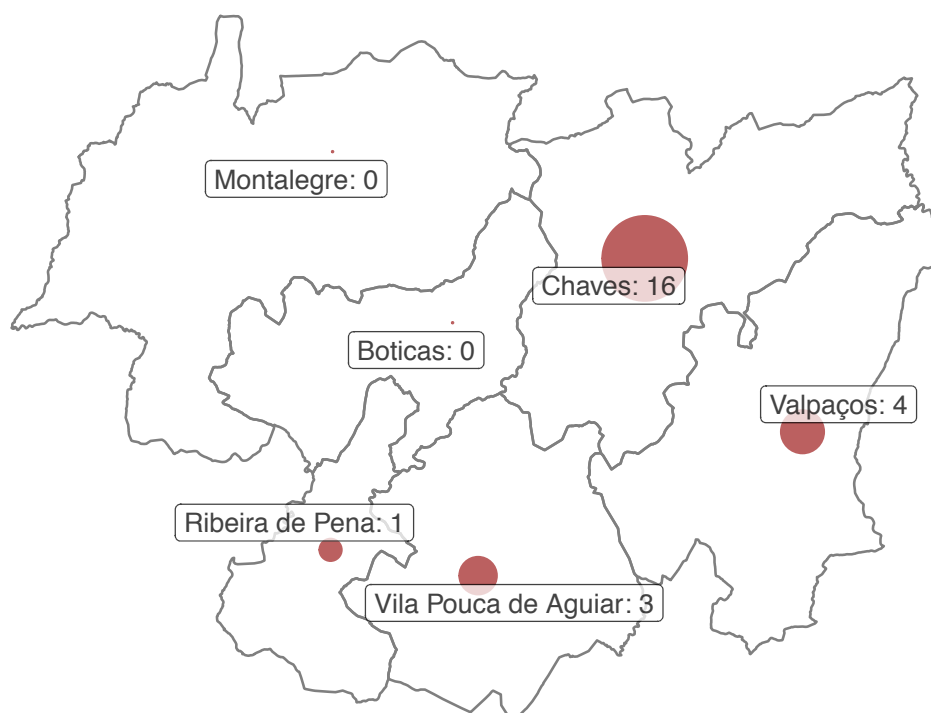 Montalegre: 0
Chaves: 16
Boticas: 0
Valpaços: 4
Ribeira de Pena: 1
Vila Pouca de Aguiar: 3